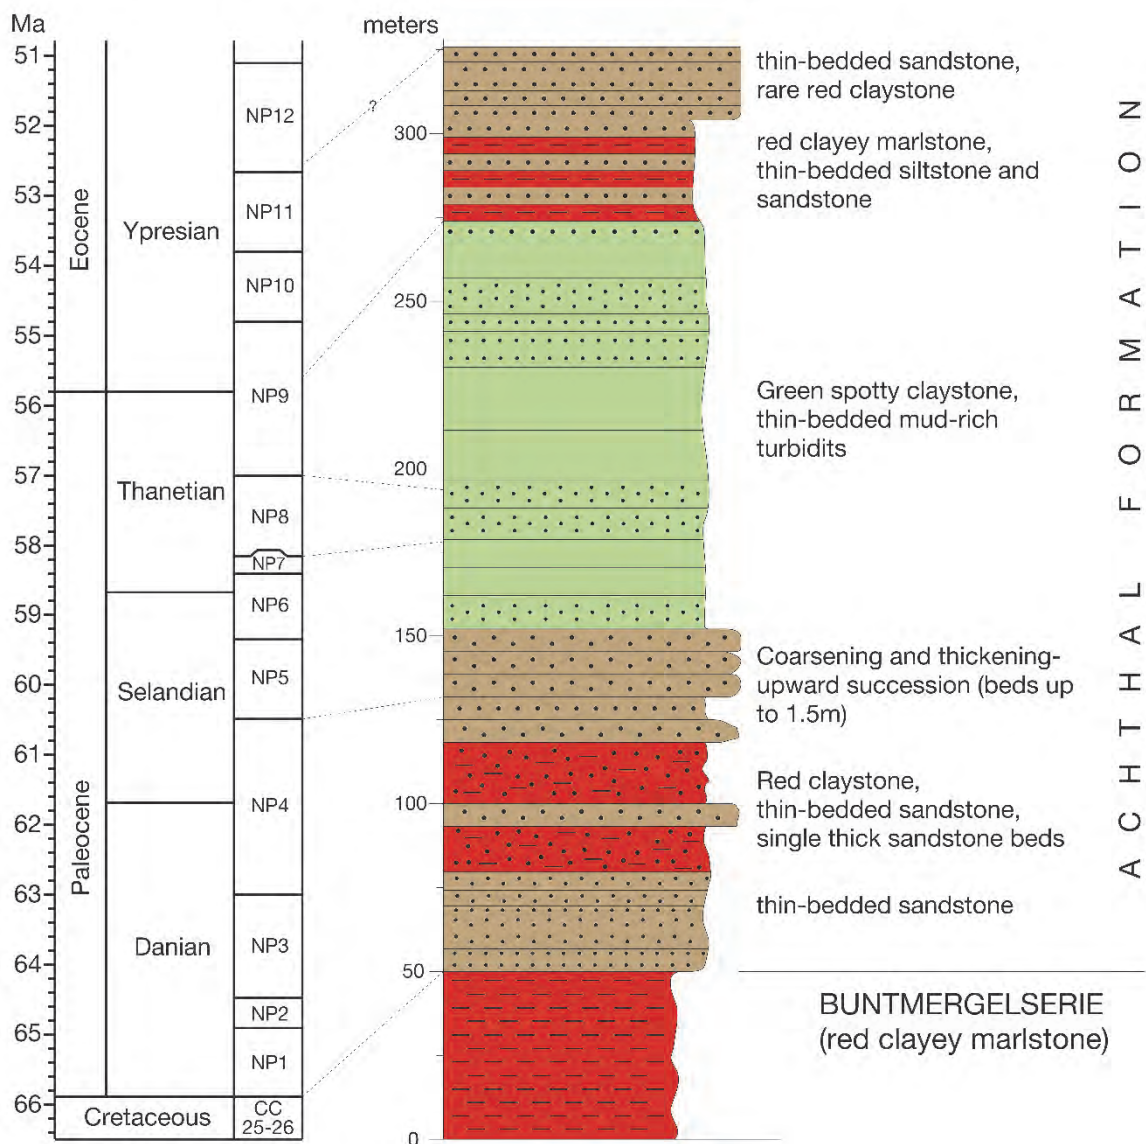 Ma
51
52
53
54
55
56
57
58
59
60
61
62
63
64
65
66
Eocene
Paleocene
Ypresian
Thanetian
Selandian
Danian
Cretaceous
NP12
NP11
NP10
NP9
NP8
NP7
NP6
NP5
NP4
NP3
NP2
NP1
CC
25-26
?
meters
300
250
200
150
100
50
0
thin-bedded sandstone,
rare red claystone
red clayey marlstone,
thin-bedded siltstone and
sandstone
Green spotty claystone,
thin-bedded mud-rich
turbidits
Coarsening and thickening-
upward succession (beds up
to 1.5m)
Red claystone,
thin-bedded sandstone,
single thick sandstone beds
thin-bedded sandstone
BUNTMERGELSERIE
(red clayey marlstone)
ACHTHAL FORMATION